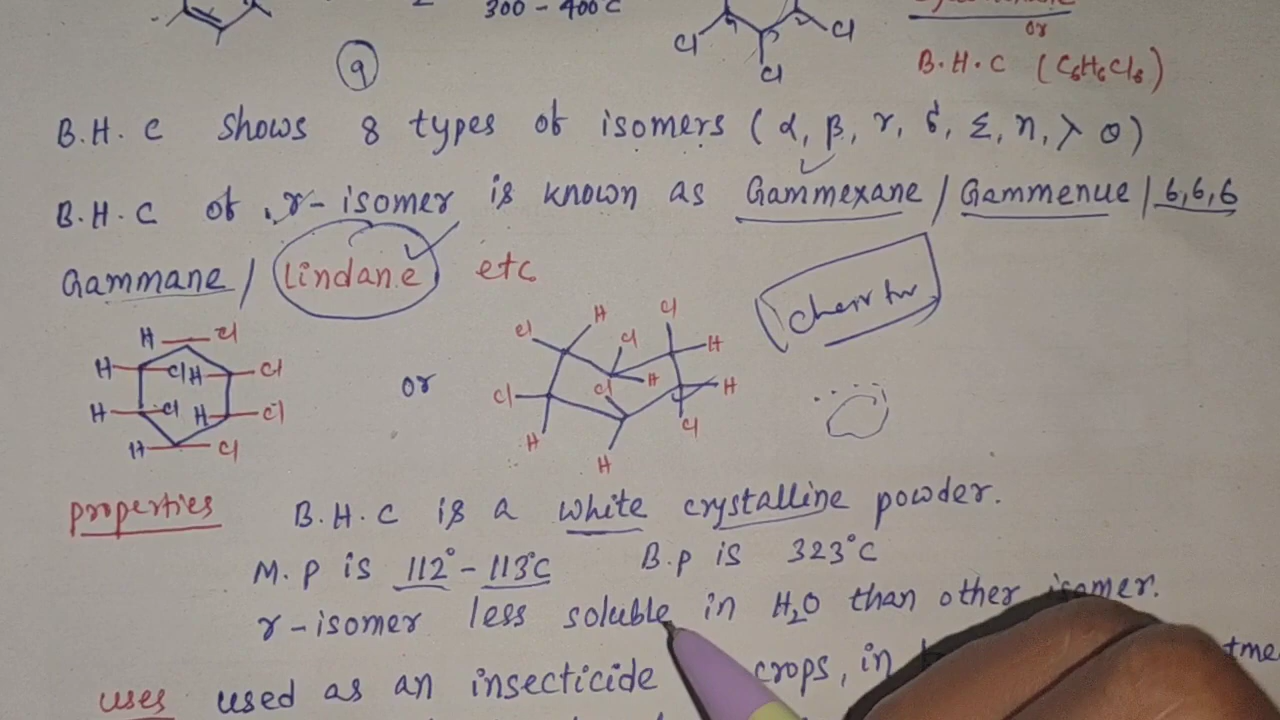 300 - 400°C
Cl Cl
Cl
or
B.H.C (C6H6Cl6)
9
B.H.C shows 8 types of isomers (α, β, r, δ, Σ, η, λ θ)
B.H.C of r-isomer is known as Gammexane / Gammenue / 6,6,6
Gammane / Lindane etc
H Cl
H Cl H Cl
H Cl H Cl
H Cl
or
Cl H Cl
Cl H
H
Cl Cl H
Cl
H
H
properties B.H.C is a white crystalline powder.
M.p is 112° - 113°C B.p is 323°C
r-isomer less soluble in H2O than other isomer.
uses used as an insecticide crops, in